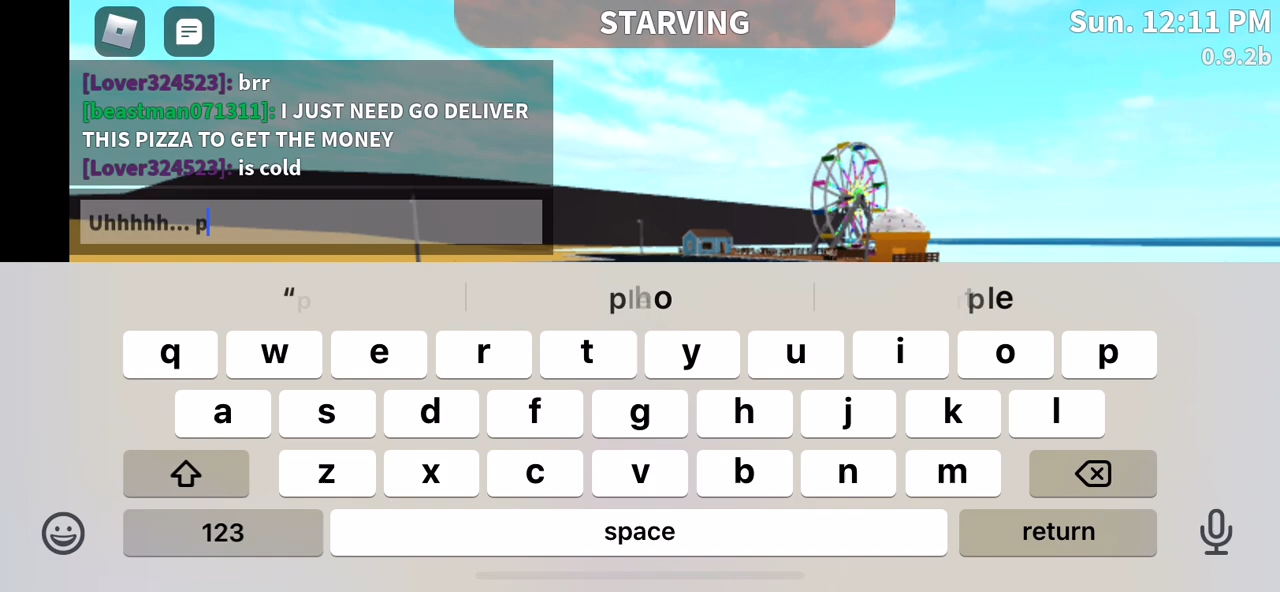 STARVING
Sun. 12:11 PM
0.9.2b
[Lover324523]: brr
[beastman071311]: I JUST NEED GO DELIVER
THIS PIZZA TO GET THE MONEY
[Lover324523]: is cold
Uhhhhh... p
q w e r t y u i o p
a s d f g h j k l
z x c v b n m
123 space return